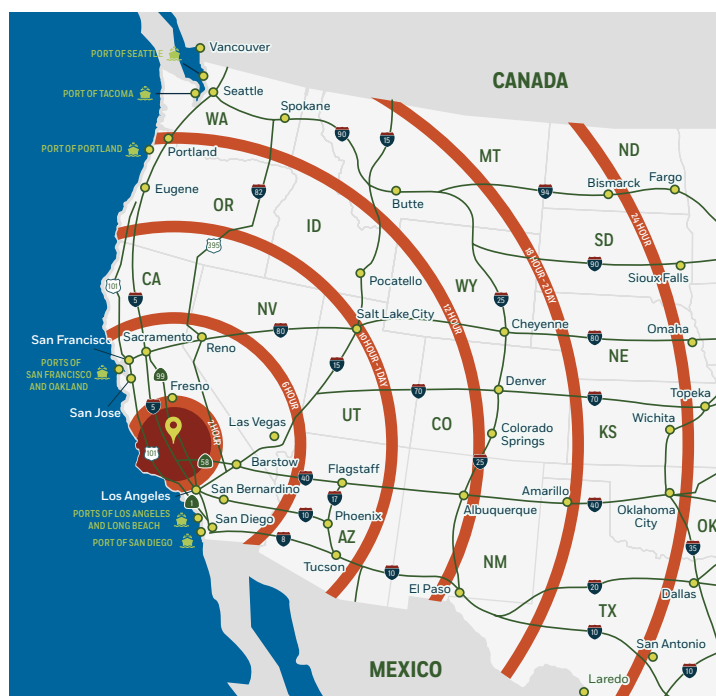 Vancouver
PORT OF SEATTLE
CANADA
PORT OF TACOMA
Seattle
Spokane
WA
90
15
MT
ND
PORT OF PORTLAND
Portland
Eugene
82
Butte
94
Bismarck
Fargo
OR
ID
395
24 HOUR
SD
90
18 HOUR - 2 DAY
CA
101
5
Pocatello
WY
25
Sioux Falls
NV
Salt Lake City
12 HOUR
Cheyenne
San Francisco
Sacramento
Reno
80
80
Omaha
10 HOUR - 1 DAY
NE
PORTS OF
SAN FRANCISCO
AND OAKLAND
99
Fresno
15
6 HOUR
Denver
70
70
Topeka
San Jose
5
2 HOUR
Las Vegas
UT
CO
Colorado
Springs
KS
Wichita
101
58
Barstow
25
Flagstaff
40
Los Angeles
1
San Bernardino
17
Albuquerque
Amarillo
40
Oklahoma
City
PORTS OF LOS ANGELES
AND LONG BEACH
San Diego
10
Phoenix
OK
PORT OF SAN DIEGO
8
AZ
35
Tucson
10
NM
El Paso
20
Dallas
TX
10
San Antonio
10
MEXICO
Laredo